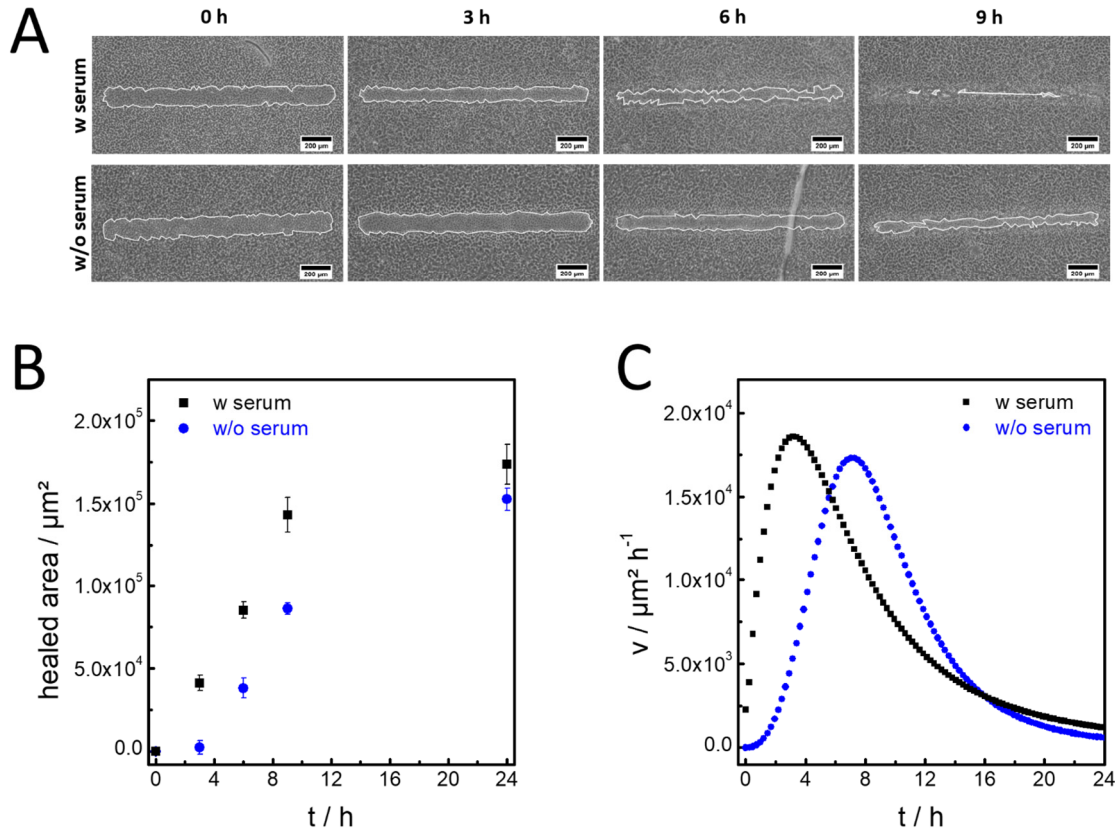 A
0 h
3 h
6 h
9 h
w serum
200 µm
200 µm
200 µm
200 µm
w/o serum
200 µm
200 µm
200 µm
200 µm
B
w serum
w/o serum
2.0x10⁵
1.5x10⁵
1.0x10⁵
5.0x10⁴
0.0
healed area / µm²
0 4 8 12 16 20 24
t / h
C
w serum
w/o serum
2.0x10⁴
1.5x10⁴
1.0x10⁴
5.0x10³
0.0
v / µm² h⁻¹
0 4 8 12 16 20 24
t / h